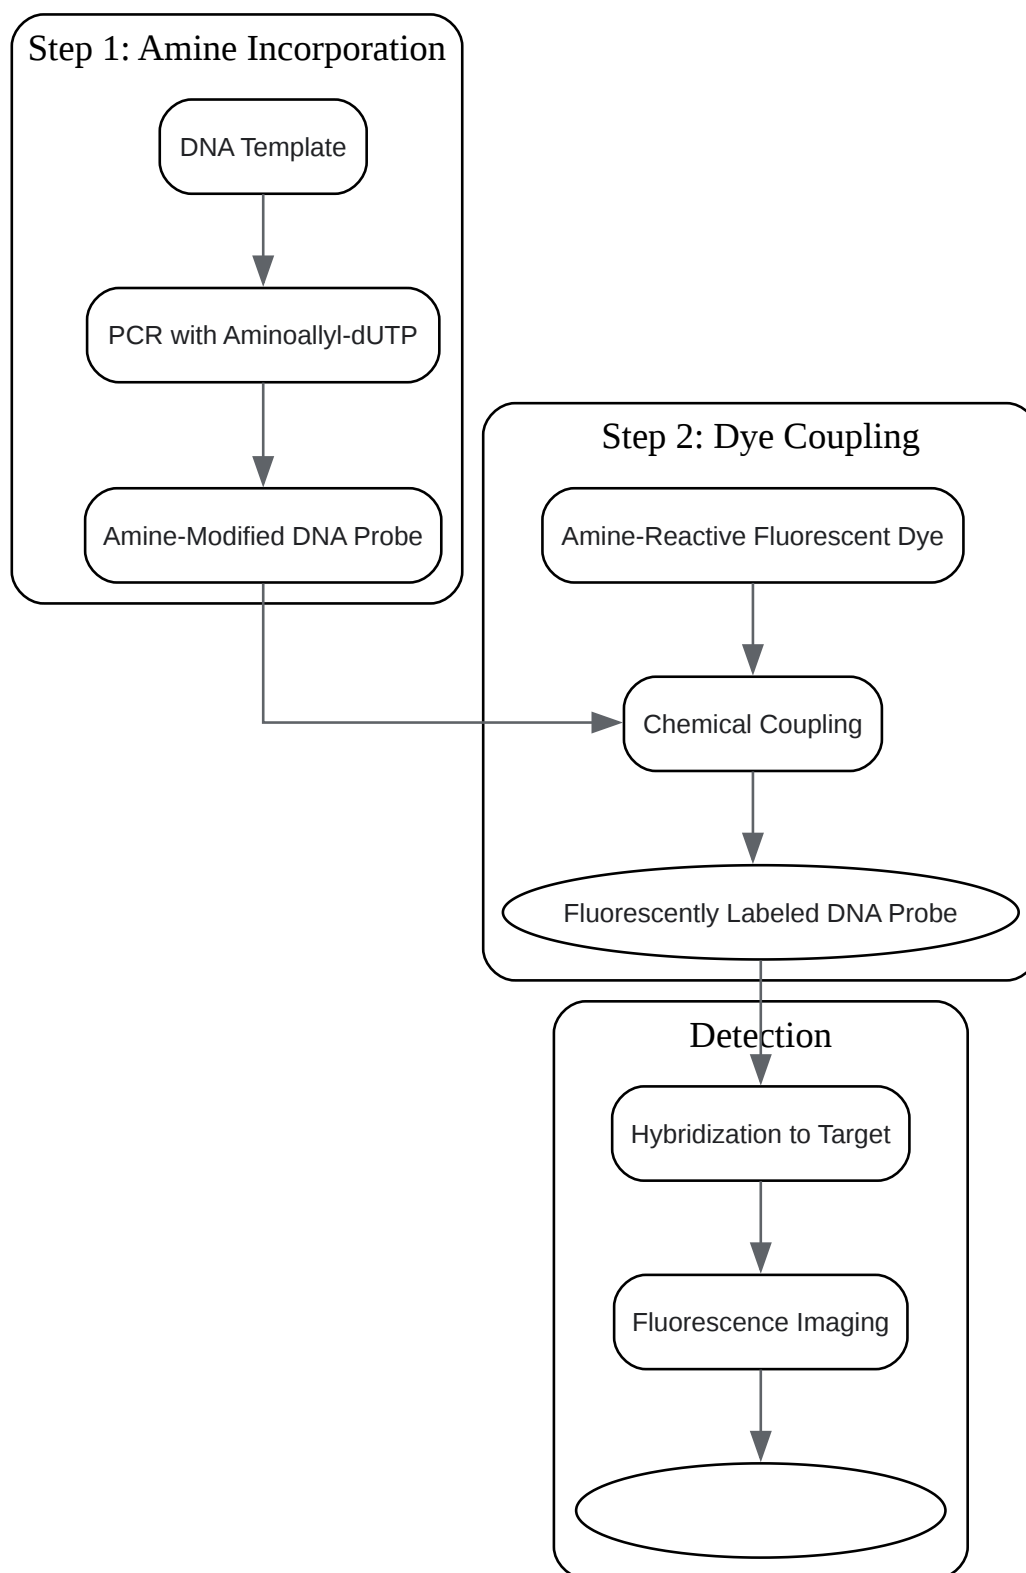 Step 1: Amine Incorporation
DNA Template
PCR with Aminoallyl-dUTP
Amine-Modified DNA Probe
Step 2: Dye Coupling
Amine-Reactive Fluorescent Dye
Chemical Coupling
Fluorescently Labeled DNA Probe
Detection
Hybridization to Target
Fluorescence Imaging